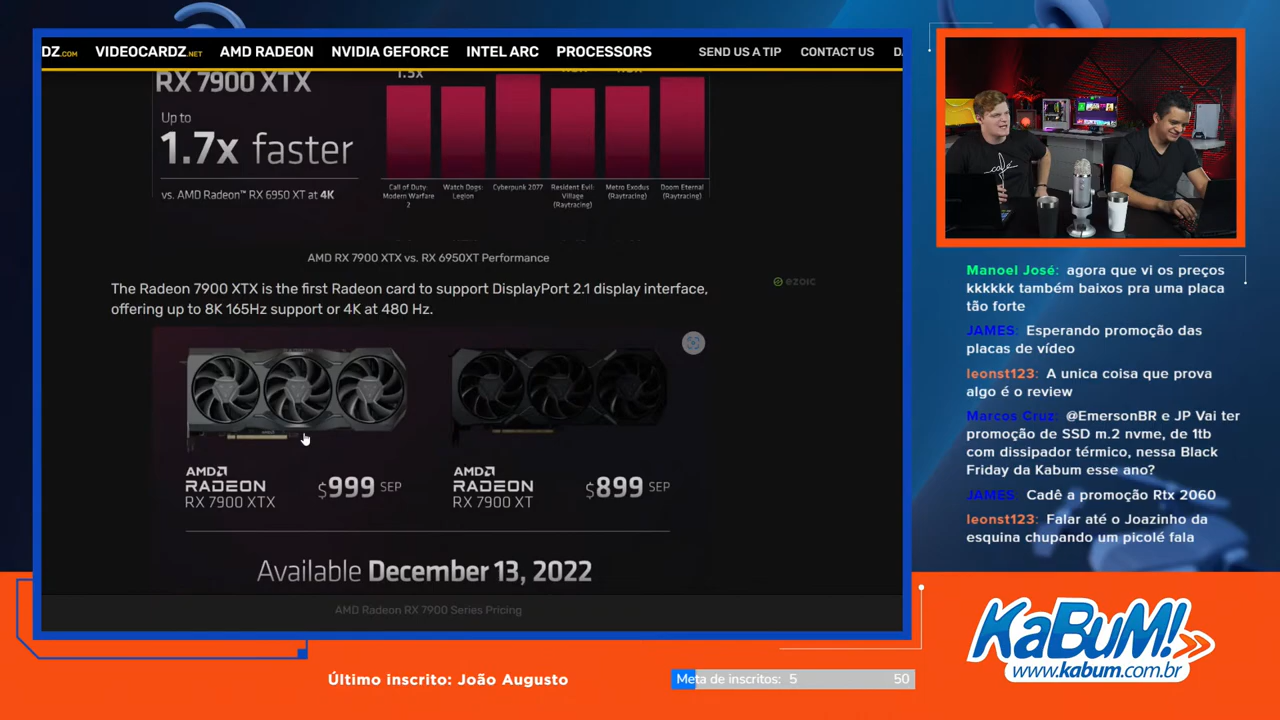 DZ.COM VIDEOCARDZ.NET AMD RADEON NVIDIA GEFORCE INTEL ARC PROCESSORS SEND US A TIP CONTACT US
RX 7900 XTX
Up to
1.7x faster
vs. AMD Radeon™ RX 6950 XT at 4K
Call of Duty: Modern Warfare 2
Watch Dogs: Legion
Cyberpunk 2077
Resident Evil: Village (Raytracing)
Metro Exodus (Raytracing)
Doom Eternal (Raytracing)
AMD RX 7900 XTX vs. RX 6950XT Performance
The Radeon 7900 XTX is the first Radeon card to support DisplayPort 2.1 display interface,
offering up to 8K 165Hz support or 4K at 480 Hz.
ezoic
AMD
RADEON
RX 7900 XTX
$999 SEP
AMD
RADEON
RX 7900 XT
$899 SEP
Available December 13, 2022
AMD Radeon RX 7900 Series Pricing
Manoel José: agora que vi os preços
kkkkkk também baixos pra uma placa
tão forte
JAMES: Esperando promoção das
placas de vídeo
leonst123: A unica coisa que prova
algo é o review
Marcos Cruz: @EmersonBR e JP Vai ter
promoção de SSD m.2 nvme, de 1tb
com dissipador térmico, nessa Black
Friday da Kabum esse ano?
JAMES: Cadê a promoção Rtx 2060
leonst123: Falar até o Joazinho da
esquina chupando um picolé fala
KaBuM!
www.kabum.com.br
Último inscrito: João Augusto
Meta de inscritos: 5 50